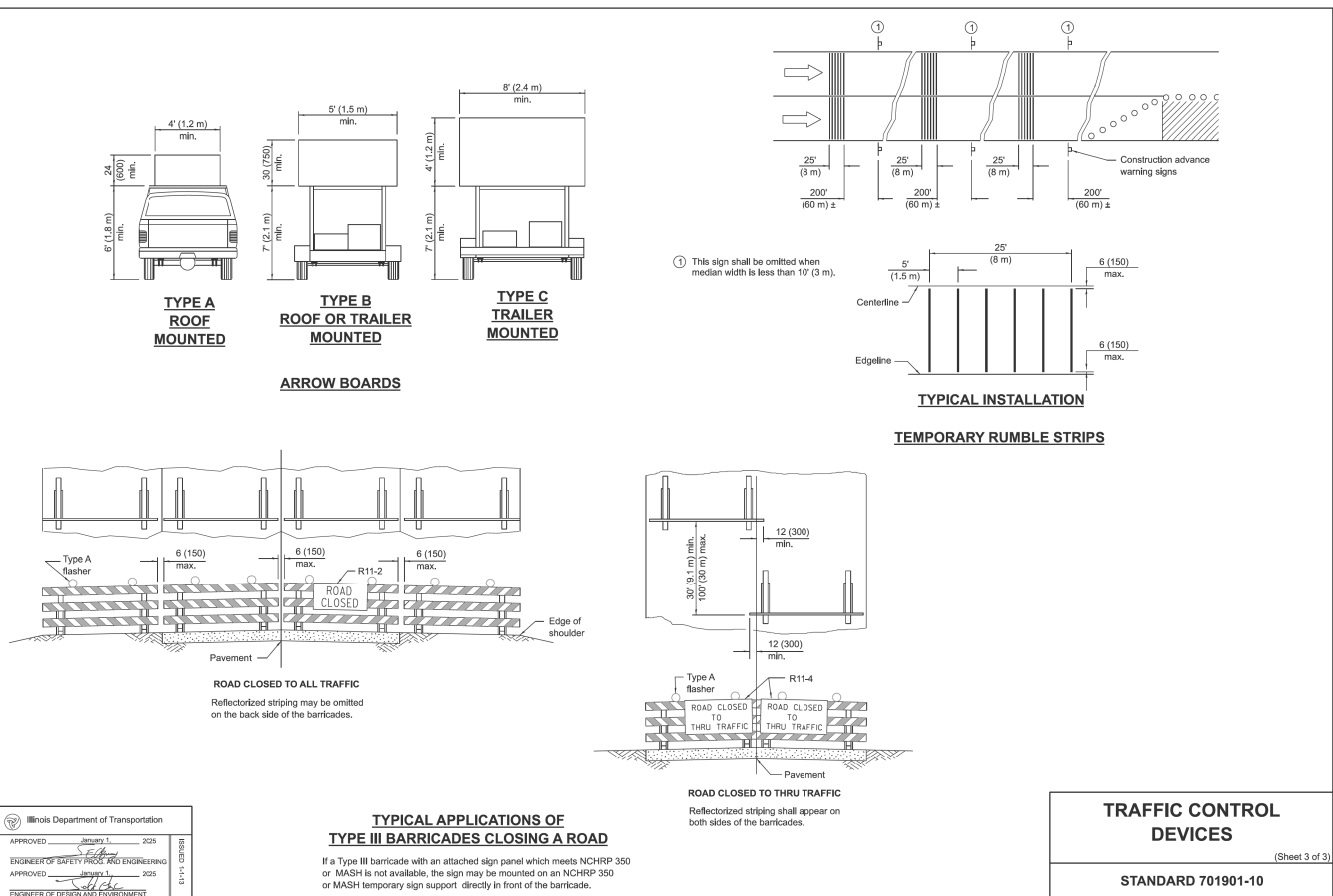 4' (1.2 m)
min.
24
(600)
min.
6' (1.8 m)
min.
TYPE A
ROOF
MOUNTED
5' (1.5 m)
min.
30 (750)
min.
7' (2.1 m)
min.
TYPE B
ROOF OR TRAILER
MOUNTED
8' (2.4 m)
min.
4' (1.2 m)
min.
7' (2.1 m)
min.
TYPE C
TRAILER
MOUNTED
ARROW BOARDS
1
1
1
25'
(8 m)
25'
(8 m)
25'
(8 m)
Construction advance
warning signs
200'
(60 m) ±
200'
(60 m) ±
200'
(60 m) ±
1 This sign shall be omitted when
median width is less than 10' (3 m).
25'
(8 m)
5'
(1.5 m)
6 (150)
max.
Centerline
Edgeline
6 (150)
max.
TYPICAL INSTALLATION
TEMPORARY RUMBLE STRIPS
Type A
flasher
6 (150)
max.
6 (150)
max.
6 (150)
max.
R11-2
ROAD
CLOSED
Edge of
shoulder
Pavement
ROAD CLOSED TO ALL TRAFFIC
Reflectorized striping may be omitted
on the back side of the barricades.
12 (300)
min.
30' (9.1 m) min.
100' (30 m) max.
12 (300)
min.
Type A
flasher
R11-4
ROAD CLOSED
TO
THRU TRAFFIC
ROAD CLOSED
TO
THRU TRAFFIC
Pavement
ROAD CLOSED TO THRU TRAFFIC
Reflectorized striping shall appear on
both sides of the barricades.
TYPICAL APPLICATIONS OF
TYPE III BARRICADES CLOSING A ROAD
If a Type III barricade with an attached sign panel which meets NCHRP 350
or MASH is not available, the sign may be mounted on an NCHRP 350
or MASH temporary sign support directly in front of the barricade.
Illinois Department of Transportation
APPROVED January 1, 2025
ENGINEER OF SAFETY PROG. AND ENGINEERING
APPROVED January 1, 2025
ENGINEER OF DESIGN AND ENVIRONMENT
ISSUED 1-1-13
TRAFFIC CONTROL
DEVICES
(Sheet 3 of 3)
STANDARD 701901-10